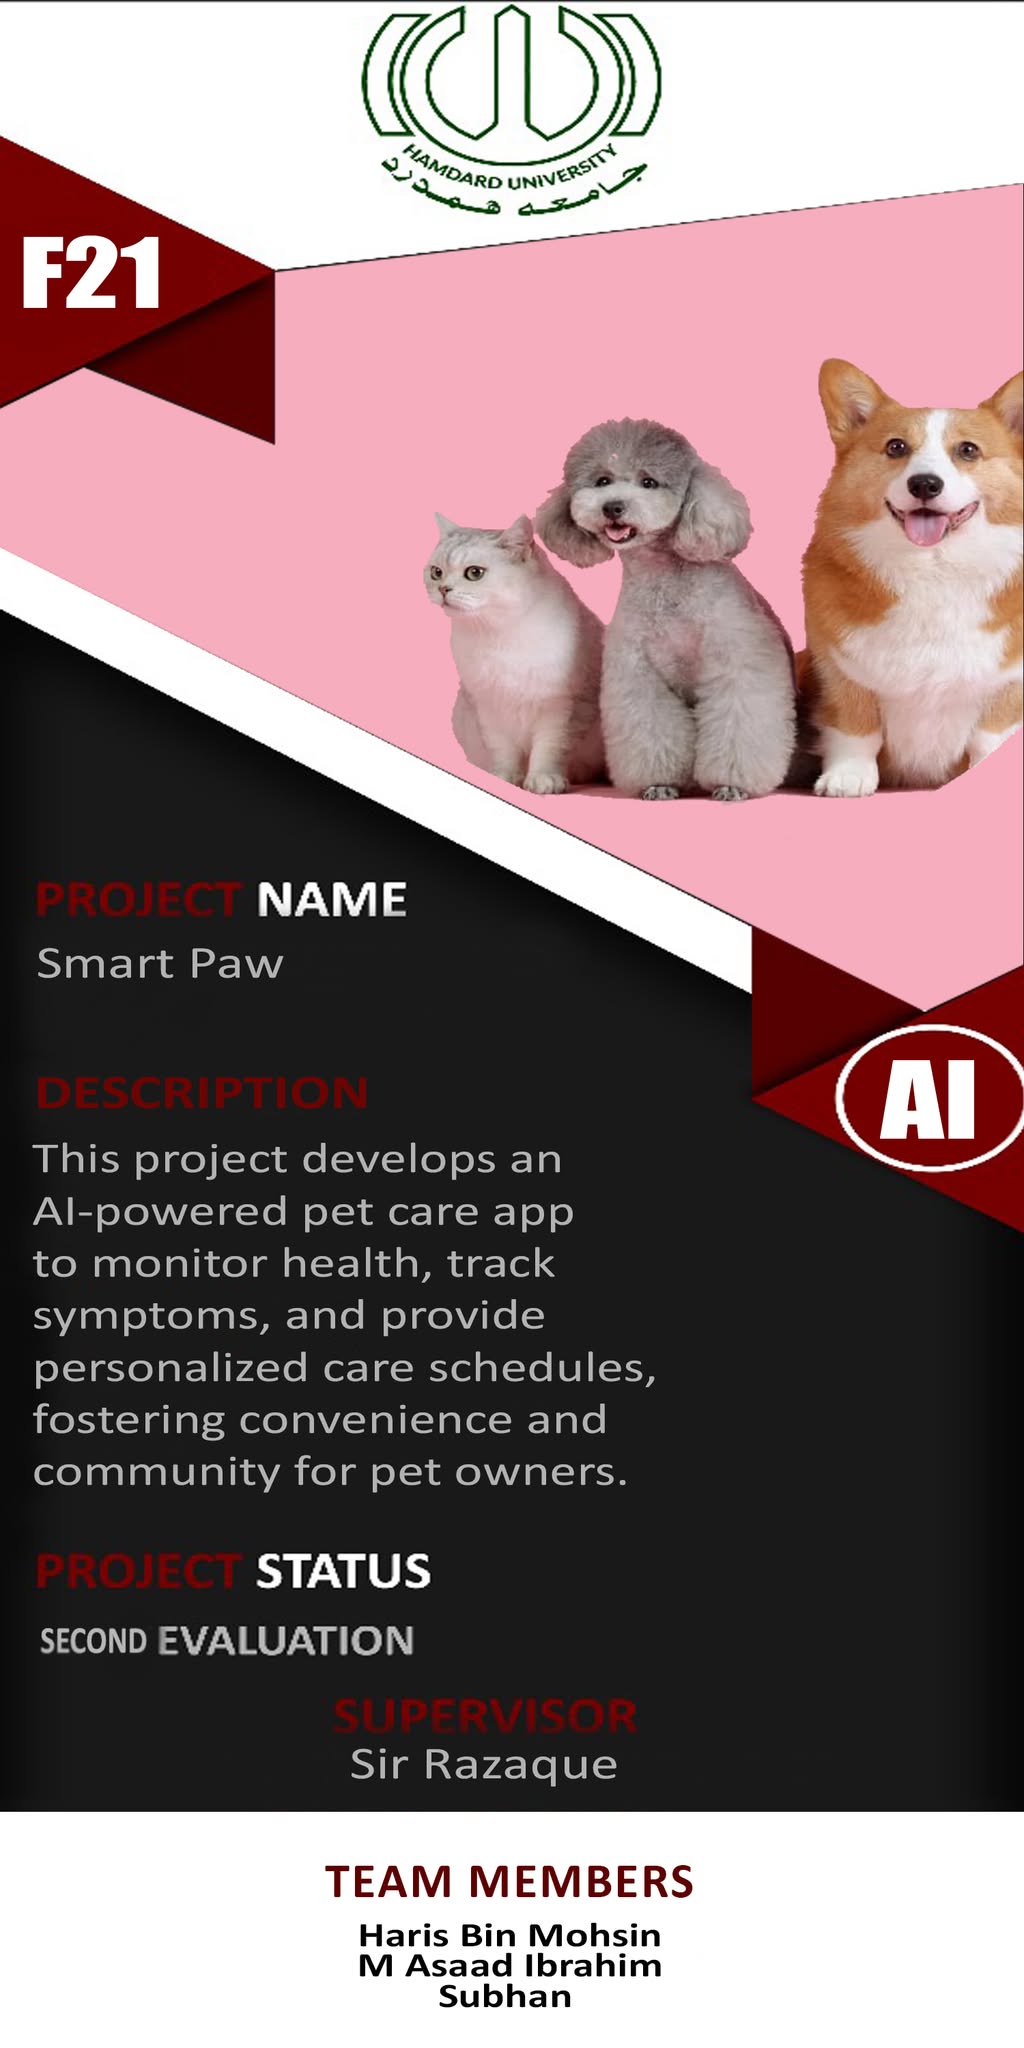 HAMDARD UNIVERSITY
جامعه همدرد
F21
PROJECT NAME
Smart Paw
AI
DESCRIPTION
This project develops an
AI-powered pet care app
to monitor health, track
symptoms, and provide
personalized care schedules,
fostering convenience and
community for pet owners.
PROJECT STATUS
SECOND EVALUATION
SUPERVISOR
Sir Razaque
TEAM MEMBERS
Haris Bin Mohsin
M Asaad Ibrahim
Subhan